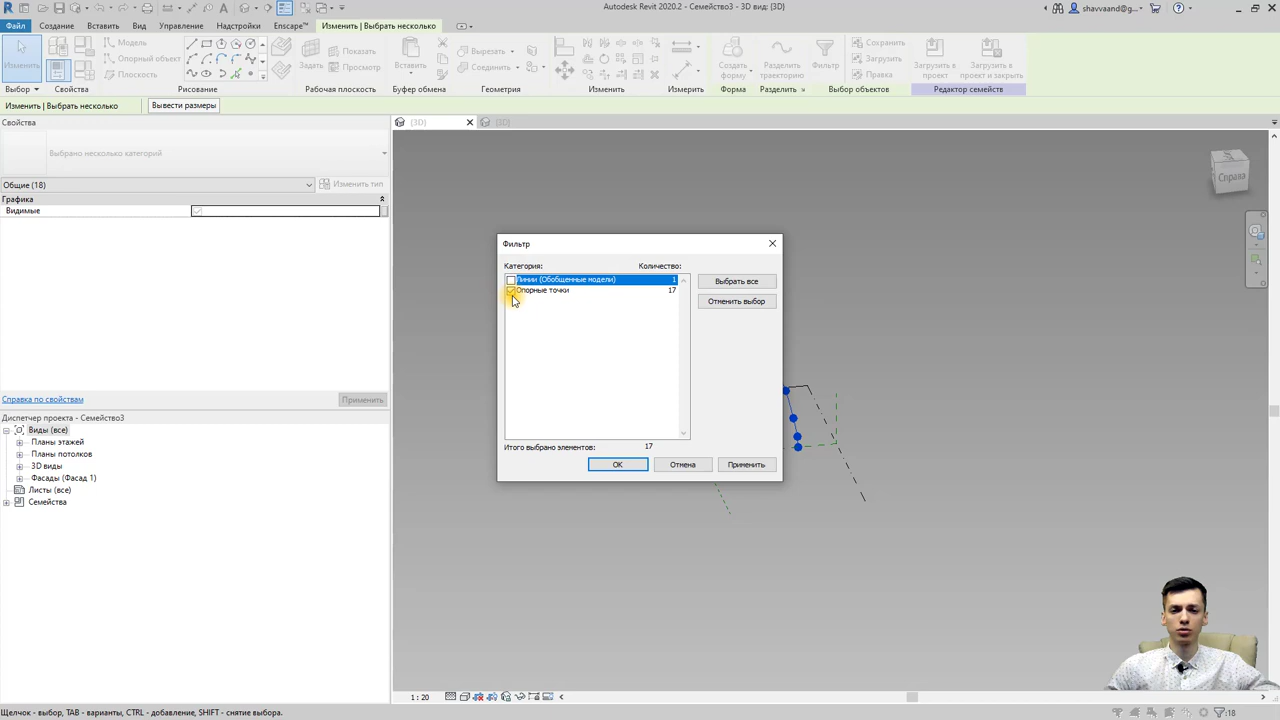 Autodesk Revit 2020.2 - Семейство3 - 3D вид: {3D}
shavvaand@g...
Файл
Создание
Вставить
Вид
Управление
Надстройки
Enscape™
Изменить | Выбрать несколько
Изменить
Модель
Опорный объект
Плоскость
Задать
Показать
Просмотр
Вставить
Вырезать
Соединить
Создать форму
Разделить траекторию
Фильтр
Сохранить
Загрузить
Правка
Загрузить в проект
Загрузить в проект и закрыть
Выбор
Свойства
Рисование
Рабочая плоскость
Буфер обмена
Геометрия
Изменить
Измерить
Форма
Разделить
Выбор объектов
Редактор семейств
Изменить | Выбрать несколько
Вывести размеры
Свойства
{3D}
{3D}
Выбрано несколько категорий
Общие (18)
Изменить тип
Графика
Видимые
Справа
Фильтр
Категория:
Количество:
Линии (Обобщенные модели) 1
Опорные точки 17
Выбрать все
Отменить выбор
Итого выбрано элементов: 17
OK
Отмена
Применить
Справка по свойствам
Применить
Диспетчер проекта - Семейство3
Виды (все)
Планы этажей
Планы потолков
3D виды
Фасады (Фасад 1)
Листы (все)
Семейства
1 : 20
Щелчок - выбор, TAB - варианты, CTRL - добавление, SHIFT - снятие выбора.
:18